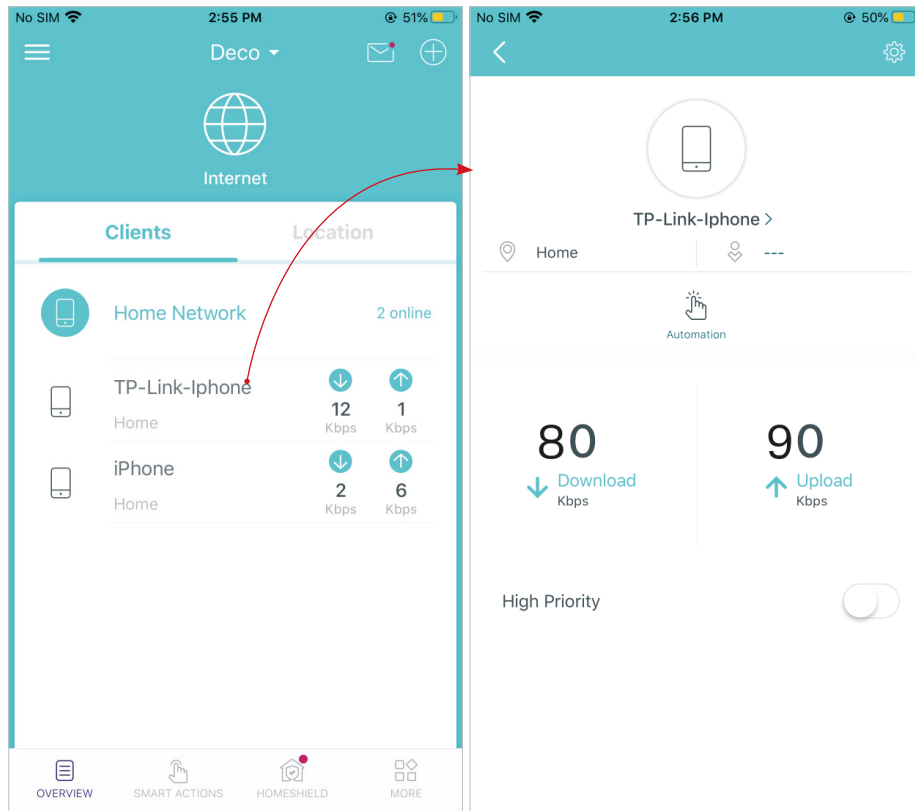 No SIM 2:55 PM 51%
Deco
Internet
Clients Location
Home Network 2 online
TP-Link-Iphone
Home
12 1
Kbps Kbps
iPhone
Home
2 6
Kbps Kbps
OVERVIEW SMART ACTIONS HOMESHIELD MORE
No SIM 2:56 PM 50%
TP-Link-Iphone >
Home ---
Automation
80 90
Download Upload
Kbps Kbps
High Priority